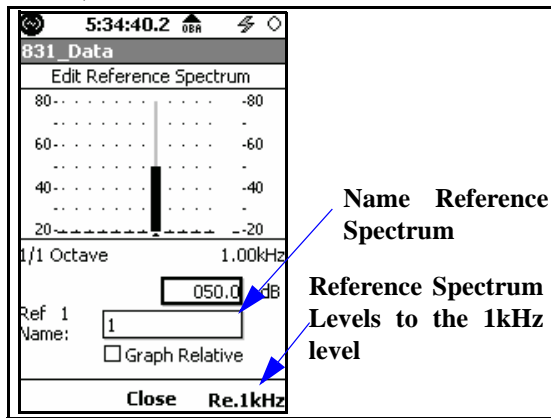 5:34:40.2 OBA
831_Data
Edit Reference Spectrum
80 -80
60 -60
40 -40
20 -20
1/1 Octave 1.00kHz
050.0 dB
Ref 1
Name: 1
Graph Relative
Close Re.1kHz
Name Reference
Spectrum
Reference Spectrum
Levels to the 1kHz
level